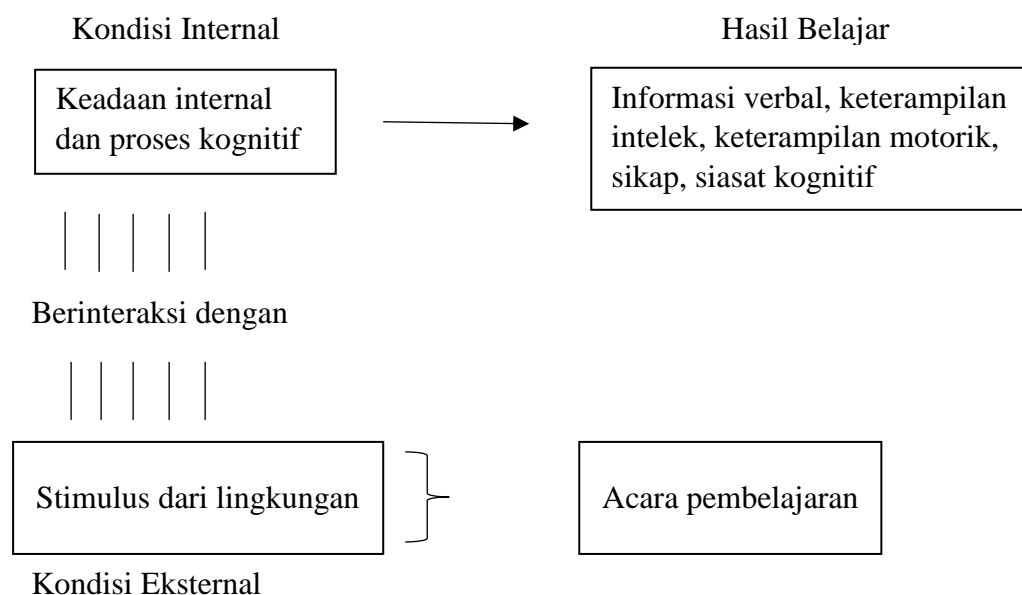 Kondisi Internal
Hasil Belajar
Keadaan internal
dan proses kognitif
Informasi verbal, keterampilan
intelek, keterampilan motorik,
sikap, siasat kognitif
Berinteraksi dengan
Stimulus dari lingkungan
Acara pembelajaran
Kondisi Eksternal